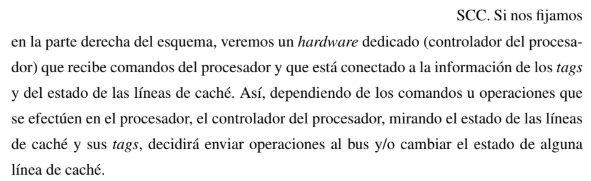 SCC. Si nos fijamos
en la parte derecha del esquema, veremos un hardware dedicado (controlador del procesa-
dor) que recibe comandos del procesador y que está conectado a la información de los tags
y del estado de las líneas de caché. Así, dependiendo de los comandos u operaciones que
se efectúen en el procesador, el controlador del procesador, mirando el estado de las líneas
de caché y sus tags, decidirá enviar operaciones al bus y/o cambiar el estado de alguna
línea de caché.